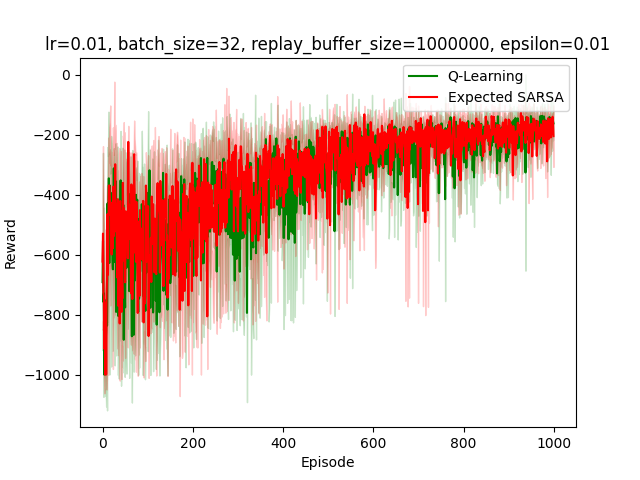 lr=0.01, batch_size=32, replay_buffer_size=1000000, epsilon=0.01
Q-Learning
Expected SARSA
0
−200
−400
−600
−800
−1000
Reward
0 200 400 600 800 1000
Episode